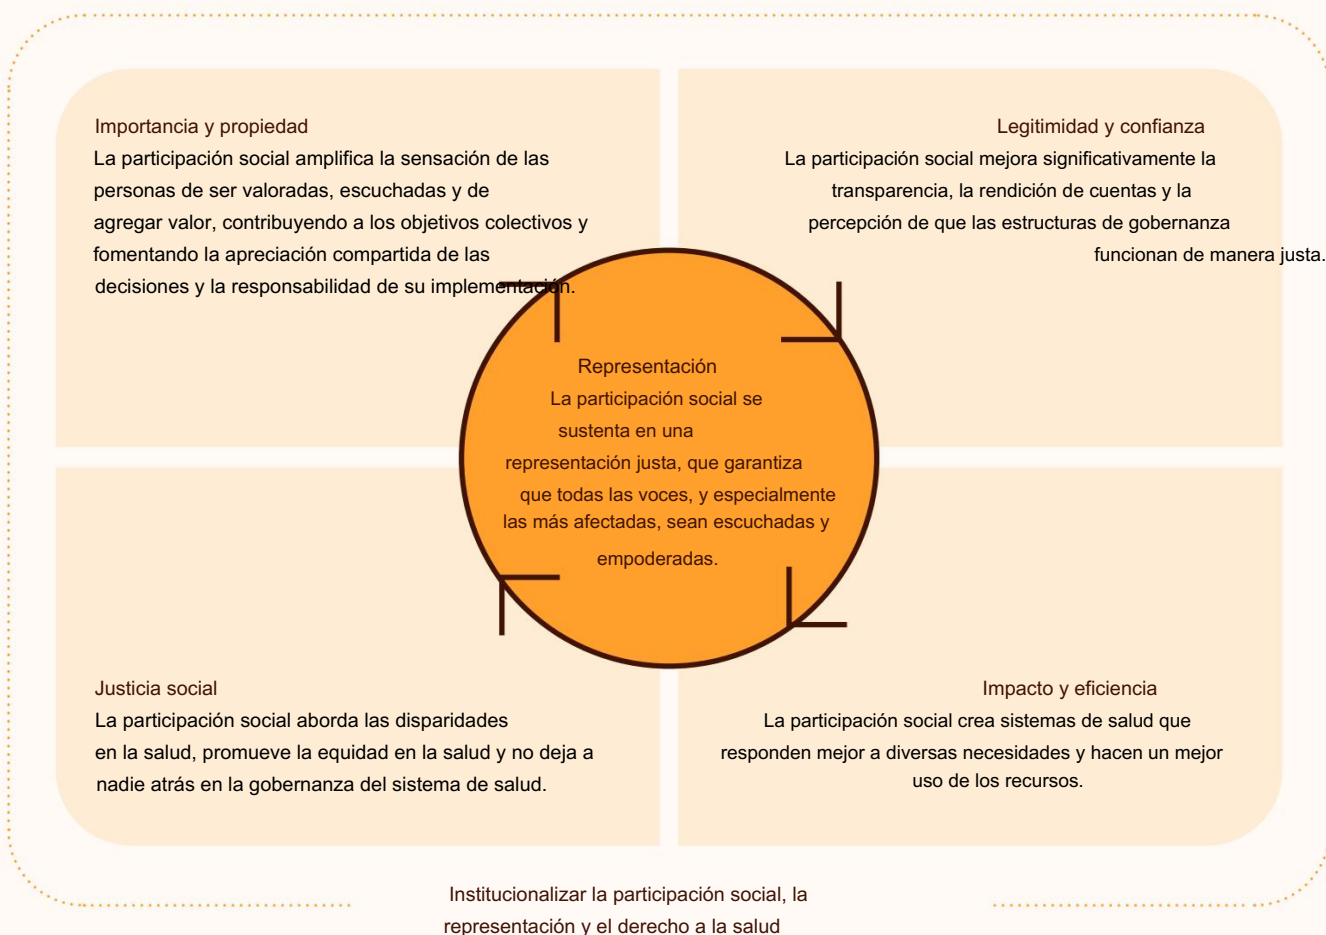 Importancia y propiedad
La participación social amplifica la sensación de las
personas de ser valoradas, escuchadas y de
agregar valor, contribuyendo a los objetivos colectivos y
fomentando la apreciación compartida de las
decisiones y la responsabilidad de su implementación.
Legitimidad y confianza
La participación social mejora significativamente la
transparencia, la rendición de cuentas y la
percepción de que las estructuras de gobernanza
funcionan de manera justa.
Representación
La participación social se
sustenta en una
representación justa, que garantiza
que todas las voces, y especialmente
las más afectadas, sean escuchadas y
empoderadas.
Justicia social
La participación social aborda las disparidades
en la salud, promueve la equidad en la salud y no deja a
nadie atrás en la gobernanza del sistema de salud.
Impacto y eficiencia
La participación social crea sistemas de salud que
responden mejor a diversas necesidades y hacen un mejor
uso de los recursos.
Institucionalizar la participación social, la
representación y el derecho a la salud